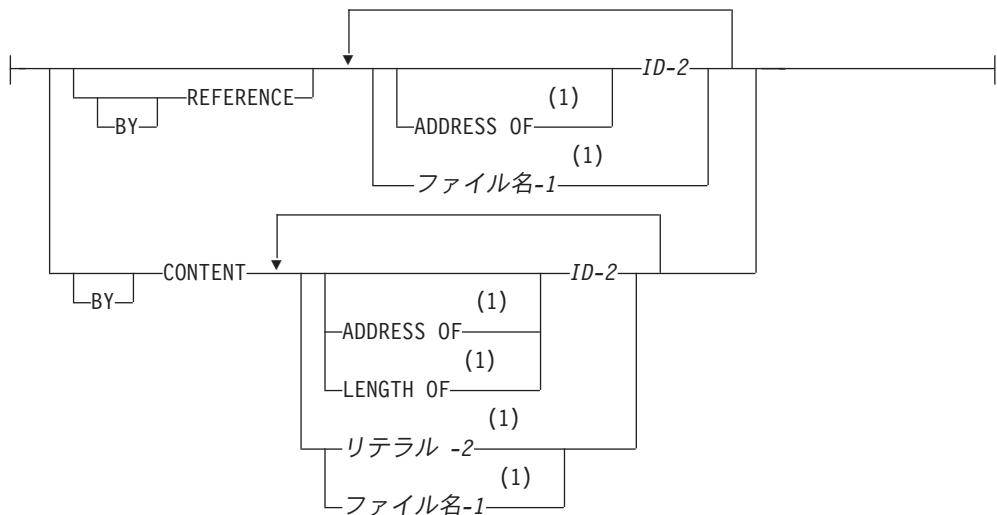 ID-2
REFERENCE
(1)
BY
ADDRESS OF
(1)
ファイル名-1
CONTENT
ID-2
BY
(1)
ADDRESS OF
(1)
LENGTH OF
(1)
リテラル -2
(1)
ファイル名-1